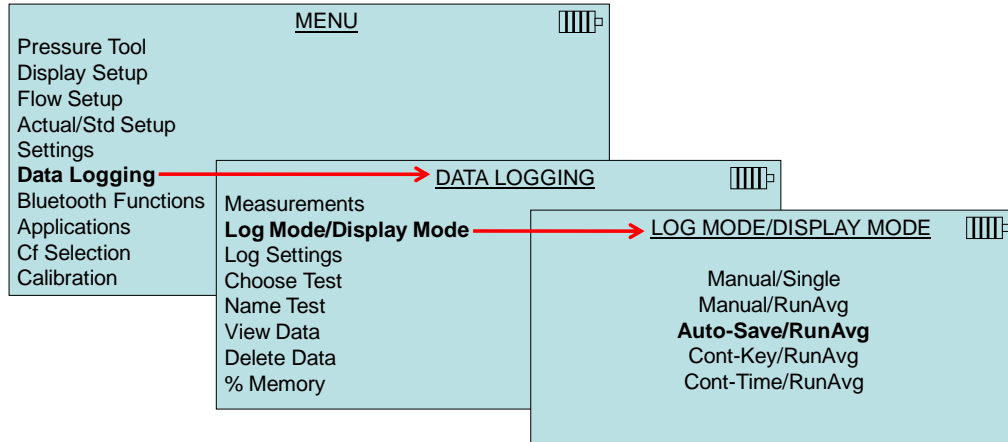 MENU
Pressure Tool
Display Setup
Flow Setup
Actual/Std Setup
Settings
Data Logging
Bluetooth Functions
Applications
Cf Selection
Calibration
DATA LOGGING
Measurements
Log Mode/Display Mode
Log Settings
Choose Test
Name Test
View Data
Delete Data
% Memory
LOG MODE/DISPLAY MODE
Manual/Single
Manual/RunAvg
Auto-Save/RunAvg
Cont-Key/RunAvg
Cont-Time/RunAvg